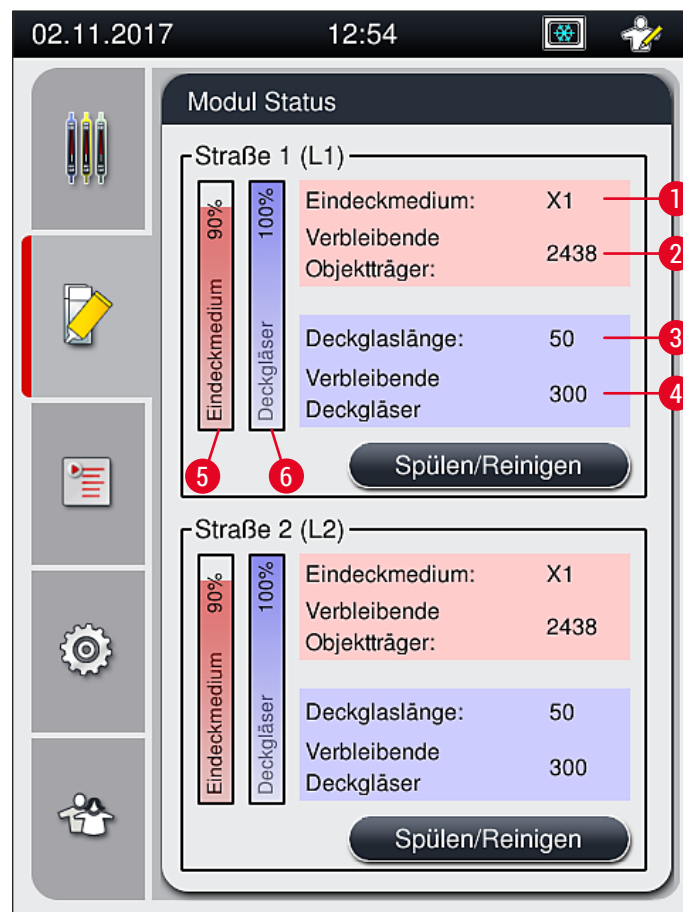 02.11.2017 12:54
Modul Status
Straße 1 (L1)
90%
Eindeckmedium
100%
Deckgläser
Eindeckmedium: X1
1
Verbleibende
Objektträger: 2438
2
Deckglaslänge: 50
3
Verbleibende
Deckgläser 300
4
5
6
Spülen/Reinigen
Straße 2 (L2)
90%
Eindeckmedium
100%
Deckgläser
Eindeckmedium: X1
Verbleibende
Objektträger: 2438
Deckglaslänge: 50
Verbleibende
Deckgläser 300
Spülen/Reinigen